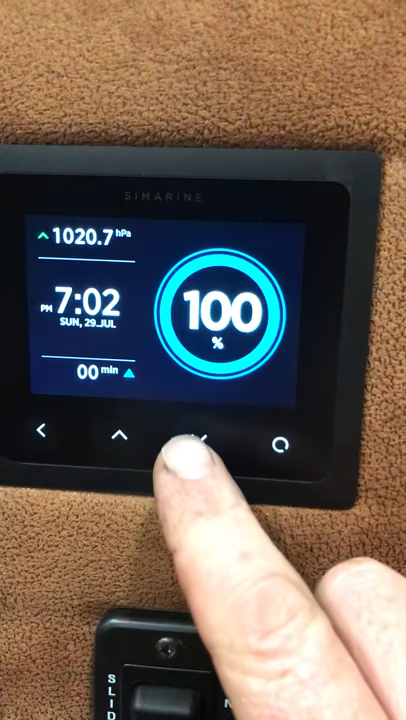 SIMARINE
1020.7 hPa
PM 7:02
SUN, 29.JUL
00 min
100
%
SLID
N